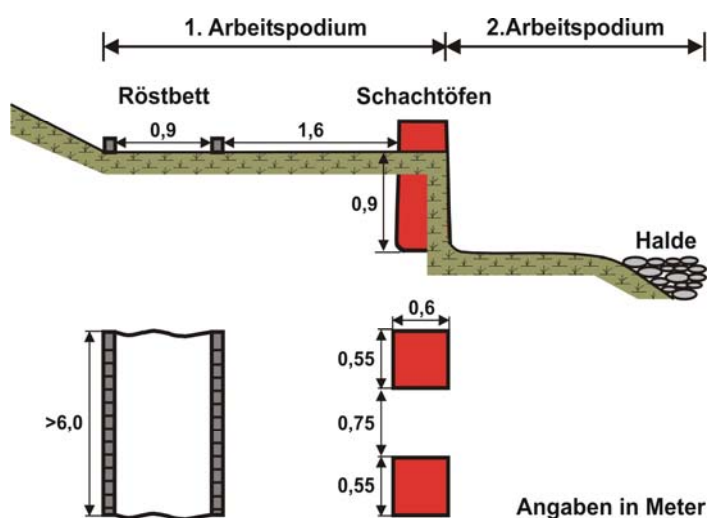 1. Arbeitspodium
2.Arbeitspodium
Röstbett
Schachtöfen
0,9
1,6
0,9
Halde
0,6
0,55
>6,0
0,75
0,55
Angaben in Meter